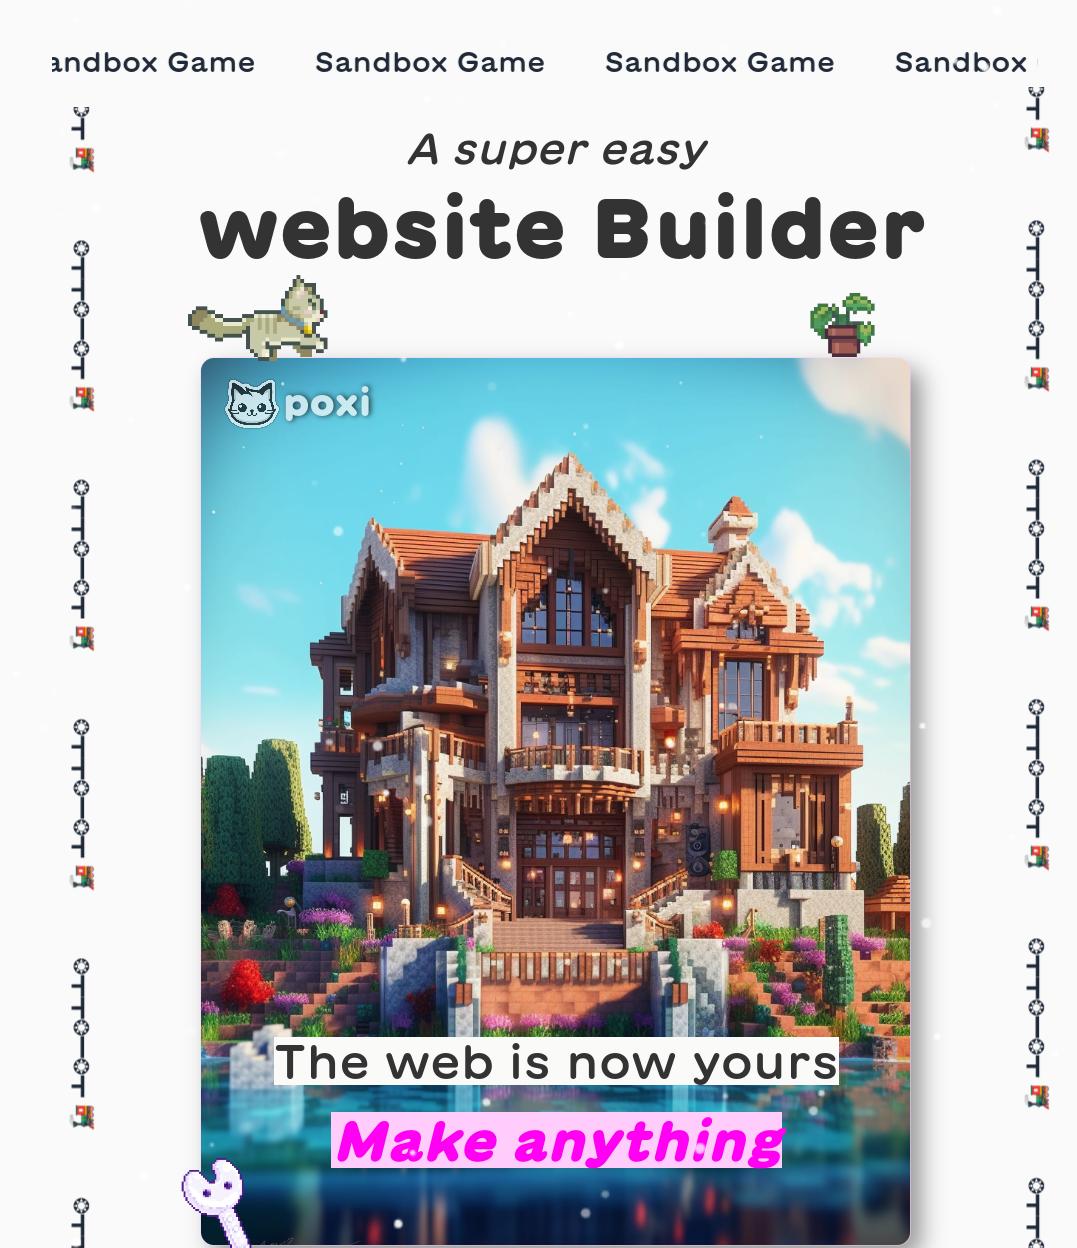 andbox Game Sandbox Game Sandbox Game Sandbox
A super easy
website Builder
poxi
The web is now yours
Make anything